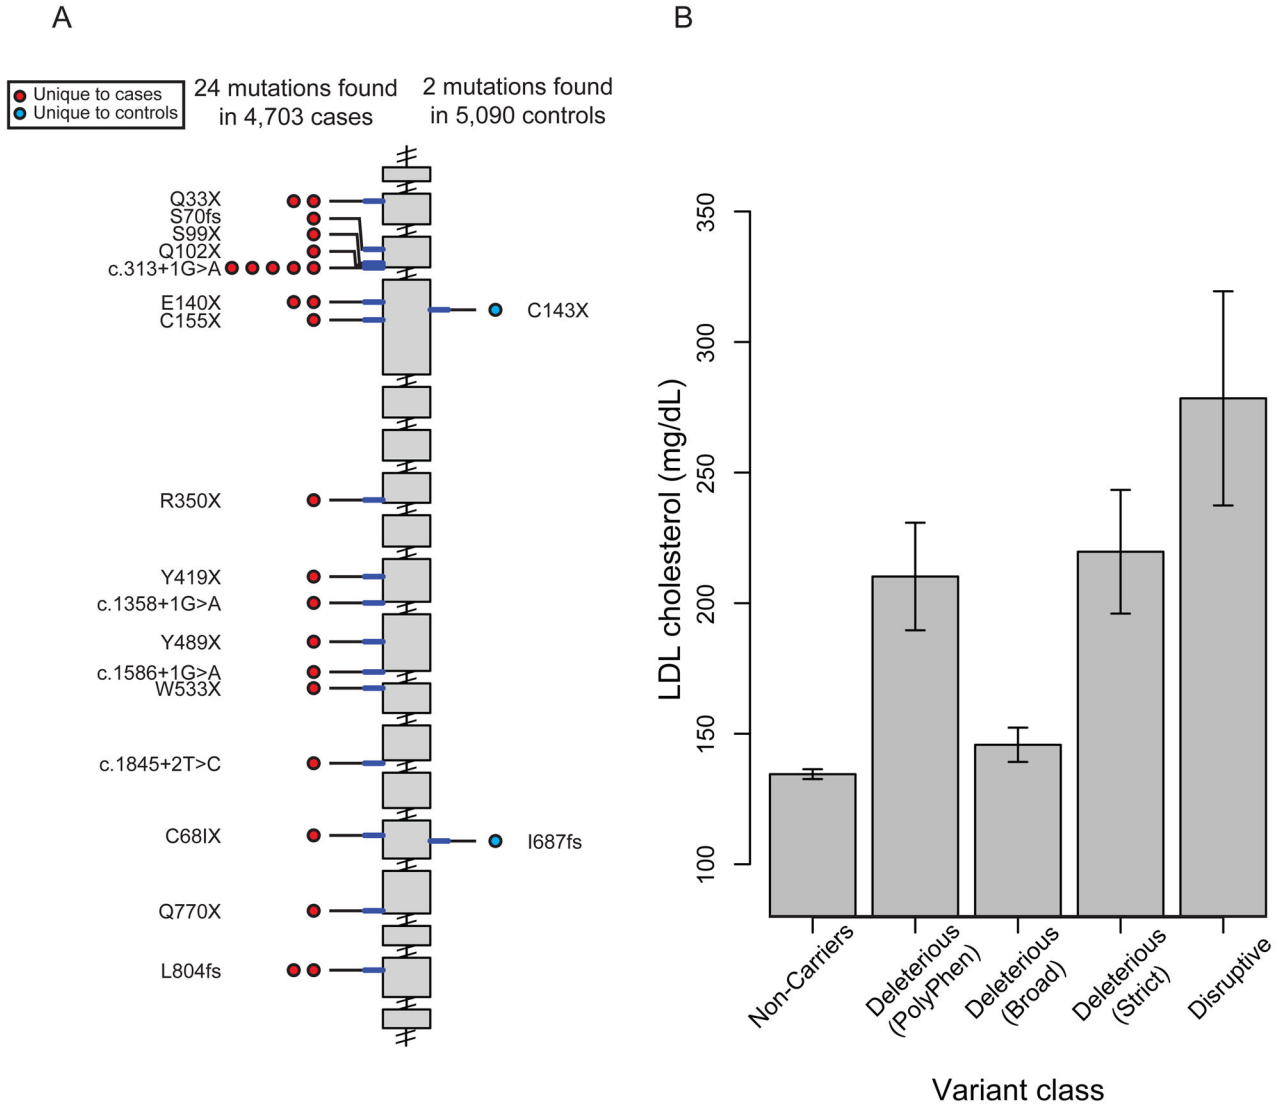 A
Unique to cases
Unique to controls
24 mutations found
in 4,703 cases
2 mutations found
in 5,090 controls
Q33X
S70fs
S99X
Q102X
c.313+1G>A
E140X
C155X
C143X
R350X
Y419X
c.1358+1G>A
Y489X
c.1586+1G>A
W533X
c.1845+2T>C
C68IX
I687fs
Q770X
L804fs
B
LDL cholesterol (mg/dL)
350
300
250
200
150
100
Non-Carriers
Deleterious
(PolyPhen)
Deleterious
(Broad)
Deleterious
(Strict)
Disruptive
Variant class